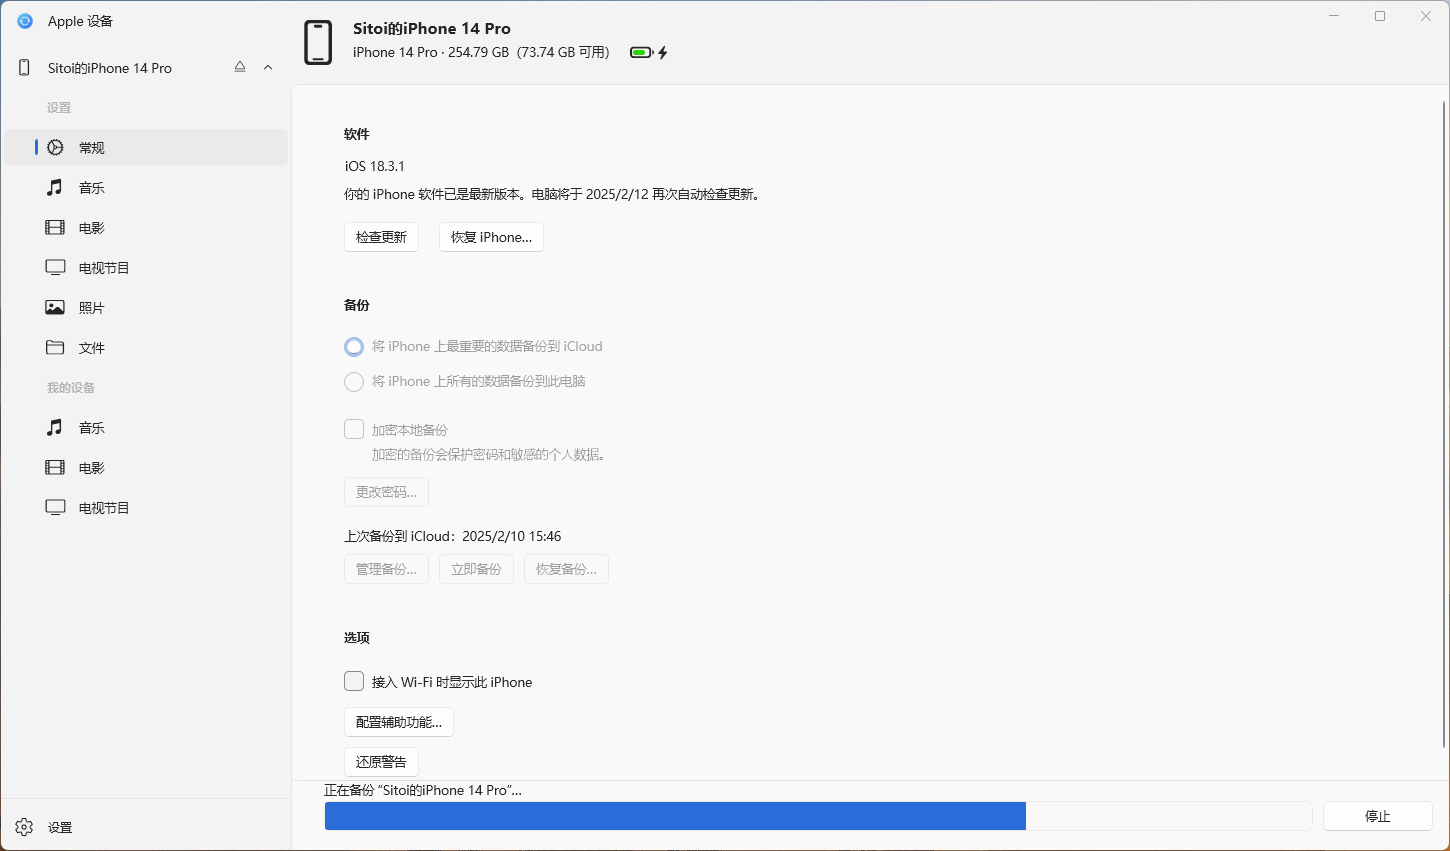 Apple 设备
Sitoi的iPhone 14 Pro
设置
常规
音乐
电影
电视节目
照片
文件
我的设备
音乐
电影
电视节目
设置
Sitoi的iPhone 14 Pro
iPhone 14 Pro · 254.79 GB（73.74 GB 可用）
软件
iOS 18.3.1
你的 iPhone 软件已是最新版本。电脑将于 2025/2/12 再次自动检查更新。
检查更新 恢复 iPhone...
备份
将 iPhone 上最重要的数据备份到 iCloud
将 iPhone 上所有的数据备份到此电脑
加密本地备份
加密的备份会保护密码和敏感的个人数据。
更改密码...
上次备份到 iCloud：2025/2/10 15:46
管理备份... 立即备份 恢复备份...
选项
接入 Wi-Fi 时显示此 iPhone
配置辅助功能...
还原警告
正在备份 “Sitoi的iPhone 14 Pro”...
停止